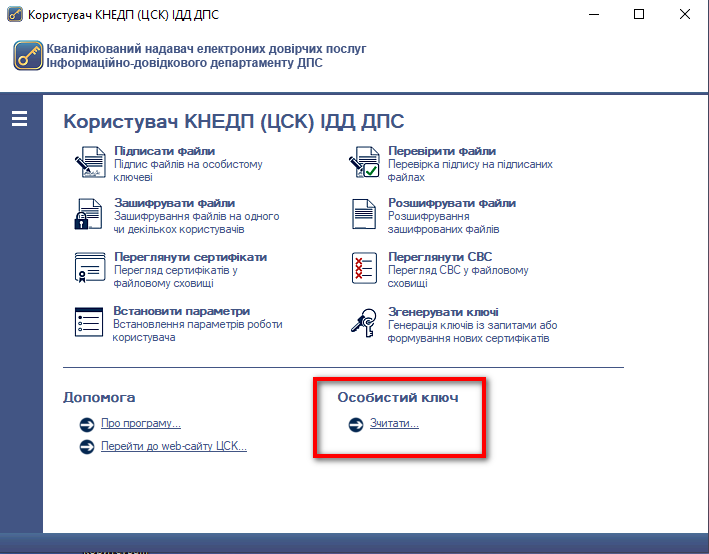 Користувач КНЕДП (ЦСК) ІДД ДПС
Кваліфікований надавач електроних довірчих послуг
Інформаційно-довідкового департаменту ДПС
Користувач КНЕДП (ЦСК) ІДД ДПС
Підписати файли
Підпис файлів на особистому
ключеві
Перевірити файли
Перевірка підпису на підписаних
файлах
Зашифрувати файли
Зашифрування файлів на одного
чи декількох користувачів
Розшифрувати файли
Розшифрування
зашифрованих файлів
Переглянути сертифікати
Перегляд сертифікатів у
файловому сховищі
Переглянути СВС
Перегляд СВС у файловому
сховищі
Встановити параметри
Встановлення параметрів роботи
користувача
Згенерувати ключі
Генерація ключів із запитами або
формування нових сертифікатів
Допомога
Про програму...
Перейти до web-сайту ЦСК...
Особистий ключ
Зчитати...